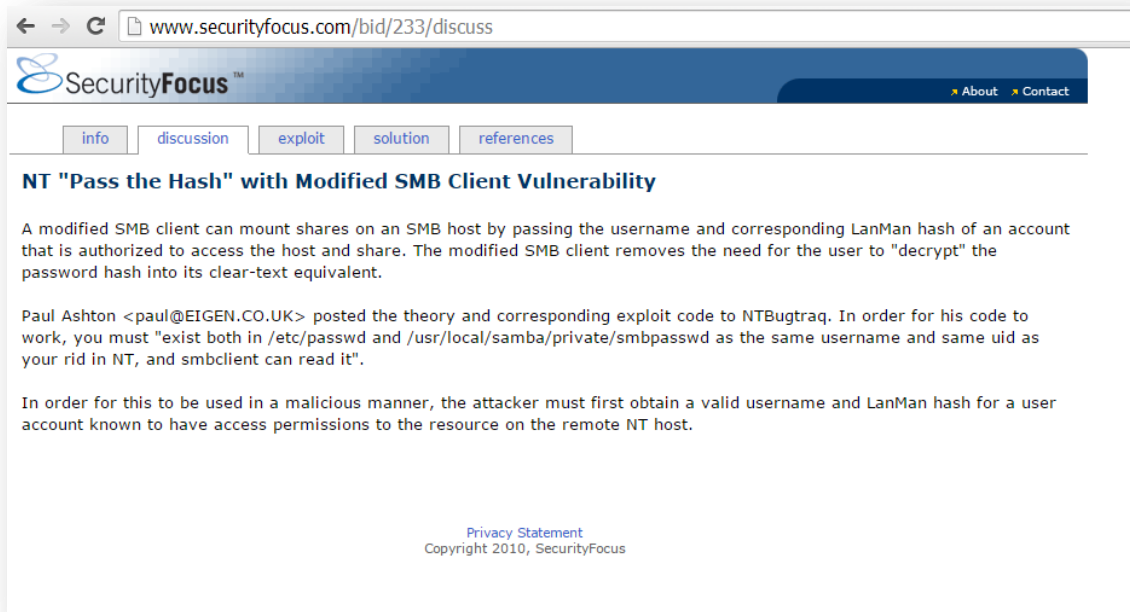 www.securityfocus.com/bid/233/discuss
SecurityFocus™
About Contact
info discussion exploit solution references
NT "Pass the Hash" with Modified SMB Client Vulnerability
A modified SMB client can mount shares on an SMB host by passing the username and corresponding LanMan hash of an account
that is authorized to access the host and share. The modified SMB client removes the need for the user to "decrypt" the
password hash into its clear-text equivalent.
Paul Ashton <paul@EIGEN.CO.UK> posted the theory and corresponding exploit code to NTBugtraq. In order for his code to
work, you must "exist both in /etc/passwd and /usr/local/samba/private/smbpasswd as the same username and same uid as
your rid in NT, and smbclient can read it".
In order for this to be used in a malicious manner, the attacker must first obtain a valid username and LanMan hash for a user
account known to have access permissions to the resource on the remote NT host.
Privacy Statement
Copyright 2010, SecurityFocus